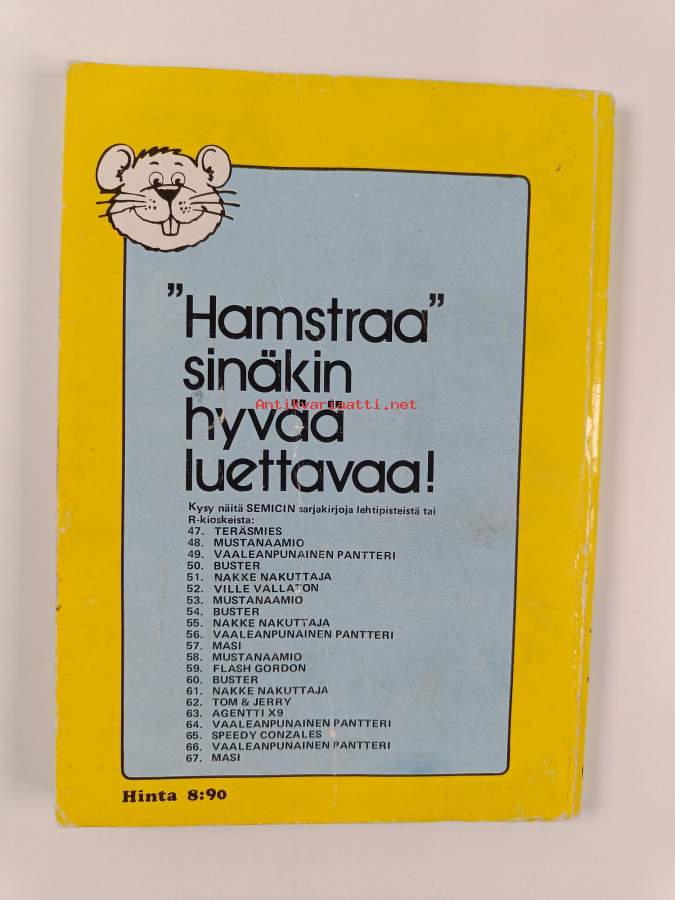 "Hamstraa"
sinäkin
hyvää
Antikvariaatti.net
luettavaa!
Kysy näitä SEMICIN sarjakirjoja lehtipisteistä tai
R-kioskeista:
47. TERÄSMIES
48. MUSTANAAMIO
49. VAALEANPUNAINEN PANTTERI
50. BUSTER
51. NAKKE NAKUTTAJA
52. VILLE VALLATON
53. MUSTANAAMIO
54. BUSTER
55. NAKKE NAKUTTAJA
56. VAALEANPUNAINEN PANTTERI
57. MASI
58. MUSTANAAMIO
59. FLASH GORDON
60. BUSTER
61. NAKKE NAKUTTAJA
62. TOM & JERRY
63. AGENTTI X9
64. VAALEANPUNAINEN PANTTERI
65. SPEEDY CONZALES
66. VAALEANPUNAINEN PANTTERI
67. MASI
Hinta 8:90